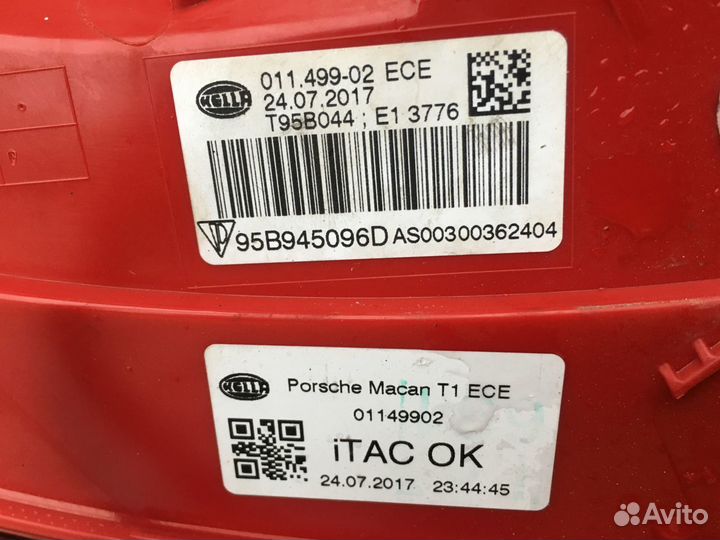 HELLA
011.499-02 ECE
24.07.2017
T95B044 ; E1 3776
95B945096D AS00300362404
HELLA
Porsche Macan T1 ECE
01149902
iTAC OK
24.07.2017 23:44:45
Avito